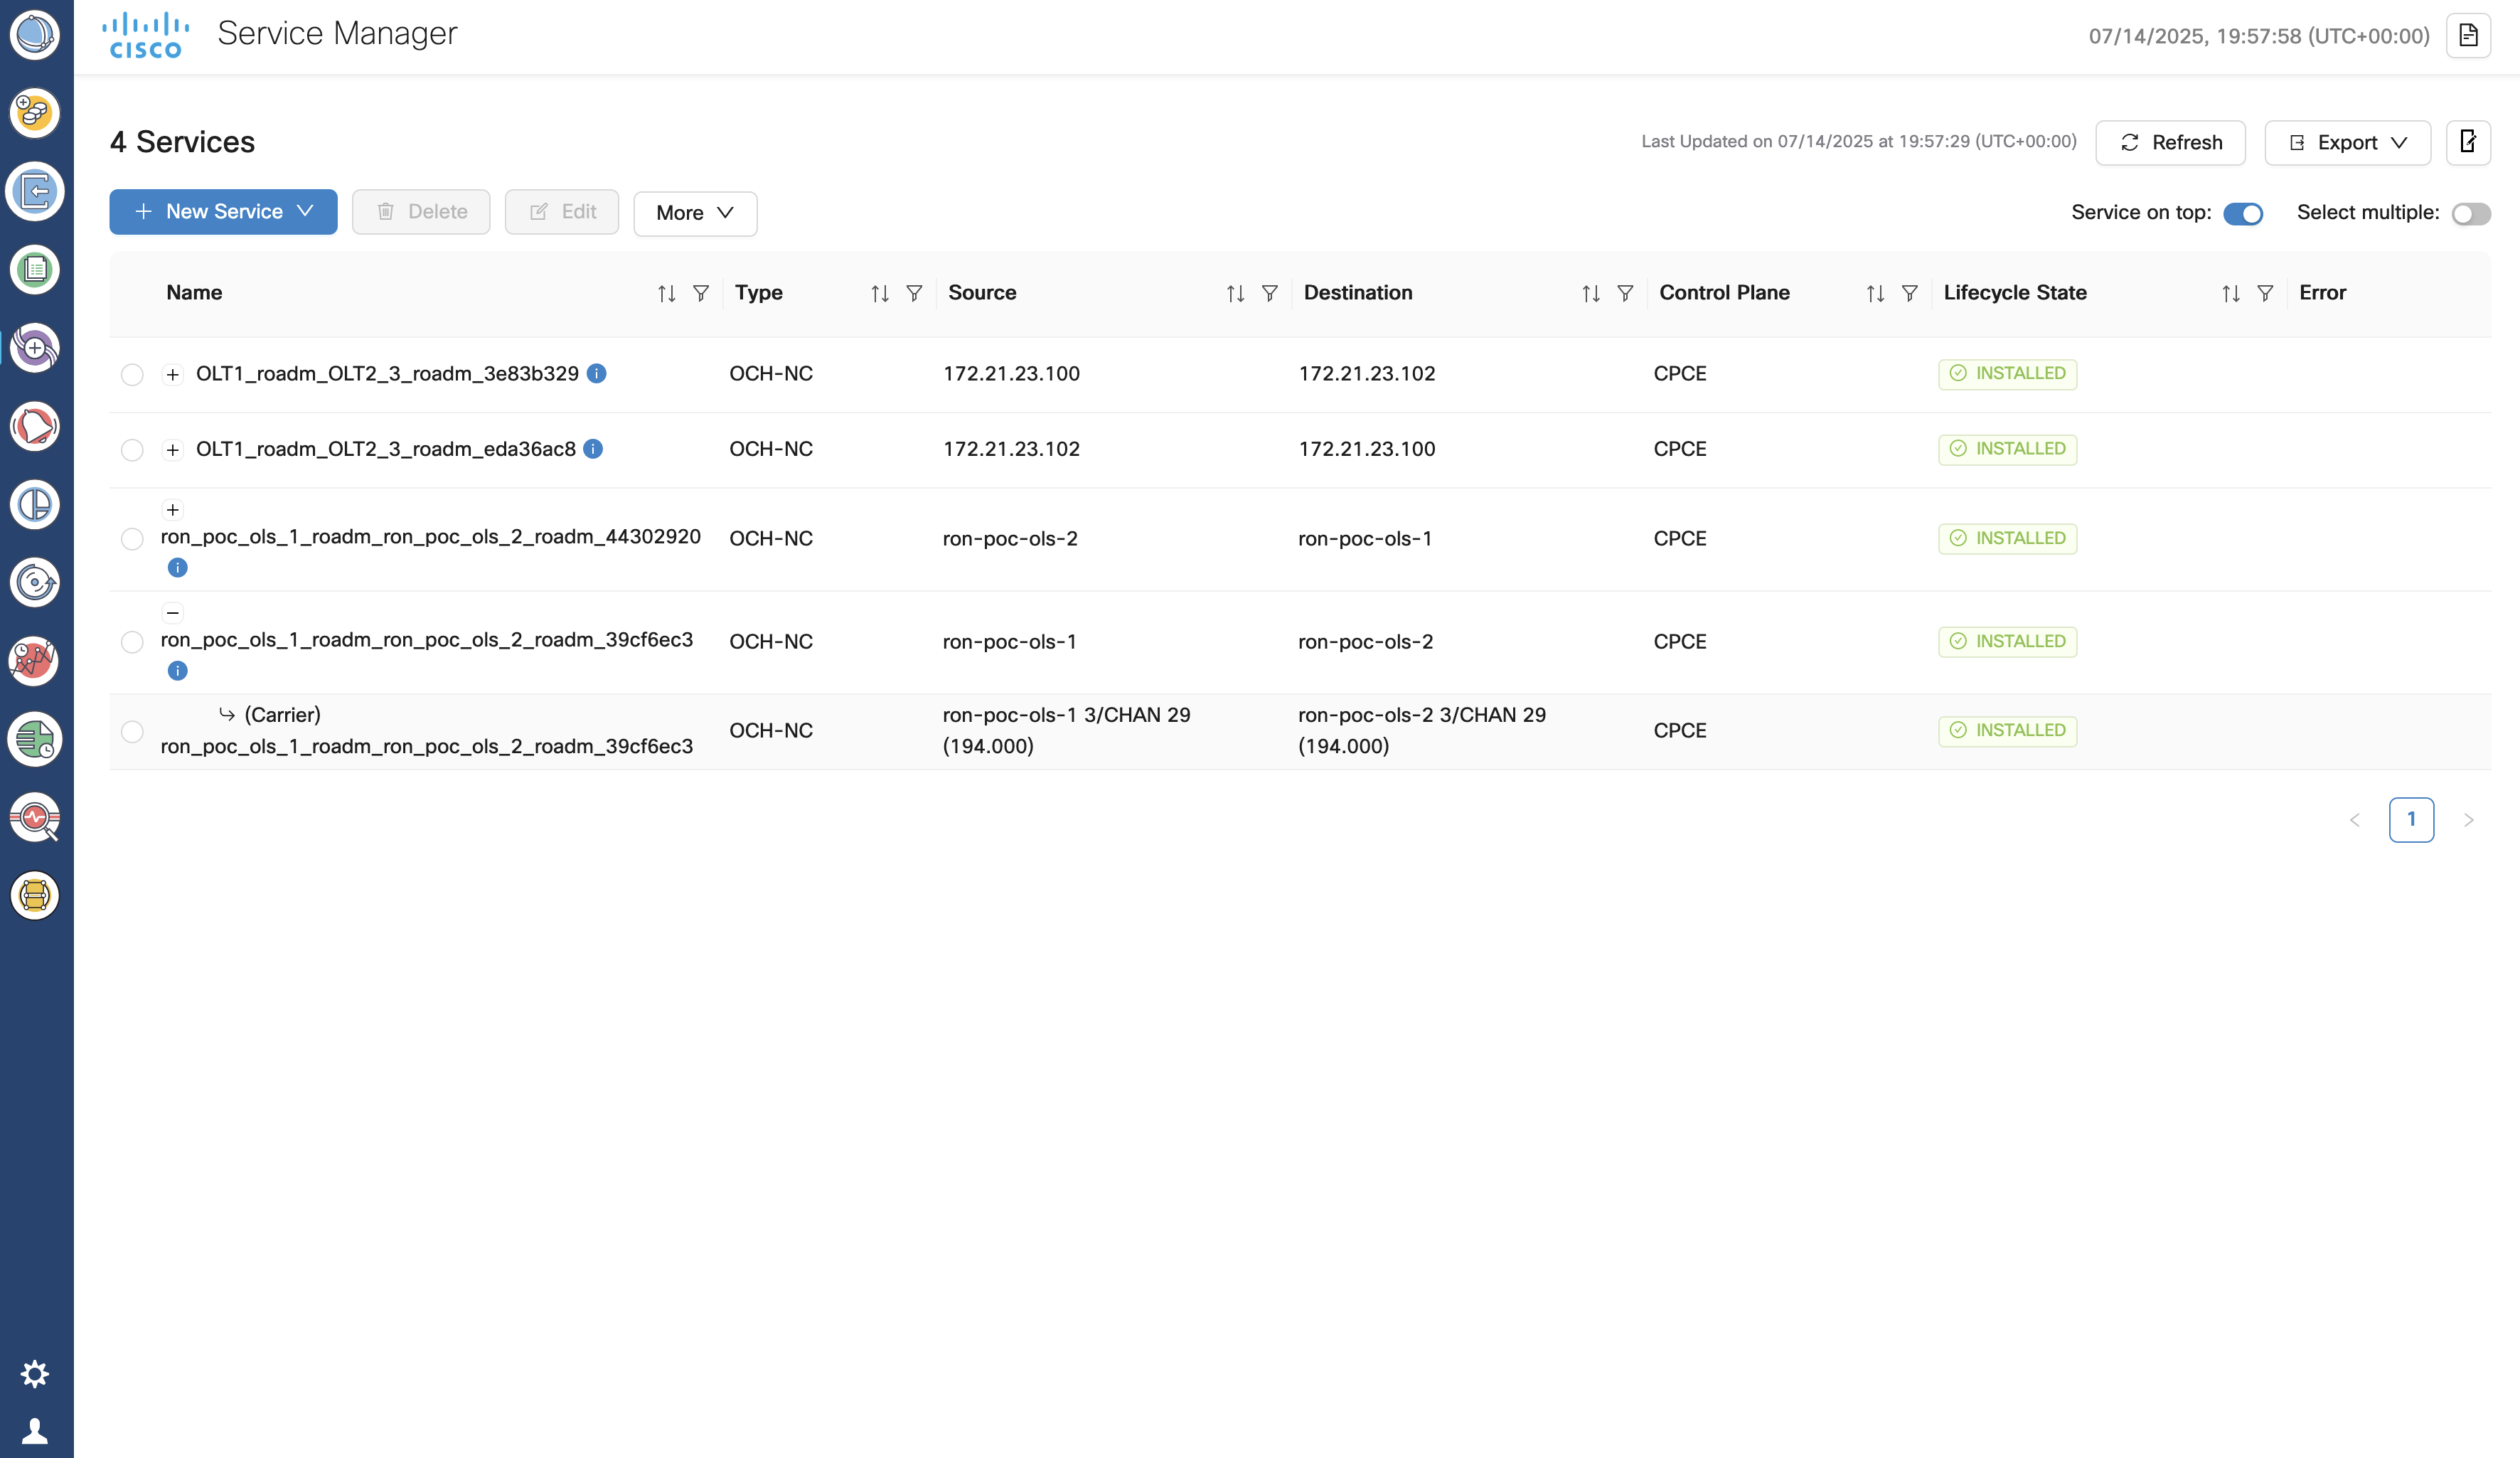 CISCO
Service Manager
07/14/2025, 19:57:58 (UTC+00:00)
4 Services
Last Updated on 07/14/2025 at 19:57:29 (UTC+00:00)
Refresh
Export
New Service
Delete
Edit
More
Service on top:
Select multiple:
Name Type Source Destination Control Plane Lifecycle State Error
OLT1_roadm_OLT2_3_roadm_3e83b329 OCH-NC 172.21.23.100 172.21.23.102 CPCE INSTALLED
OLT1_roadm_OLT2_3_roadm_eda36ac8 OCH-NC 172.21.23.102 172.21.23.100 CPCE INSTALLED
ron_poc_ols_1_roadm_ron_poc_ols_2_roadm_44302920 OCH-NC ron-poc-ols-2 ron-poc-ols-1 CPCE INSTALLED
ron_poc_ols_1_roadm_ron_poc_ols_2_roadm_39cf6ec3 OCH-NC ron-poc-ols-1 ron-poc-ols-2 CPCE INSTALLED
(Carrier)
ron_poc_ols_1_roadm_ron_poc_ols_2_roadm_39cf6ec3
OCH-NC
ron-poc-ols-1 3/CHAN 29
(194.000)
ron-poc-ols-2 3/CHAN 29
(194.000)
CPCE
INSTALLED
1